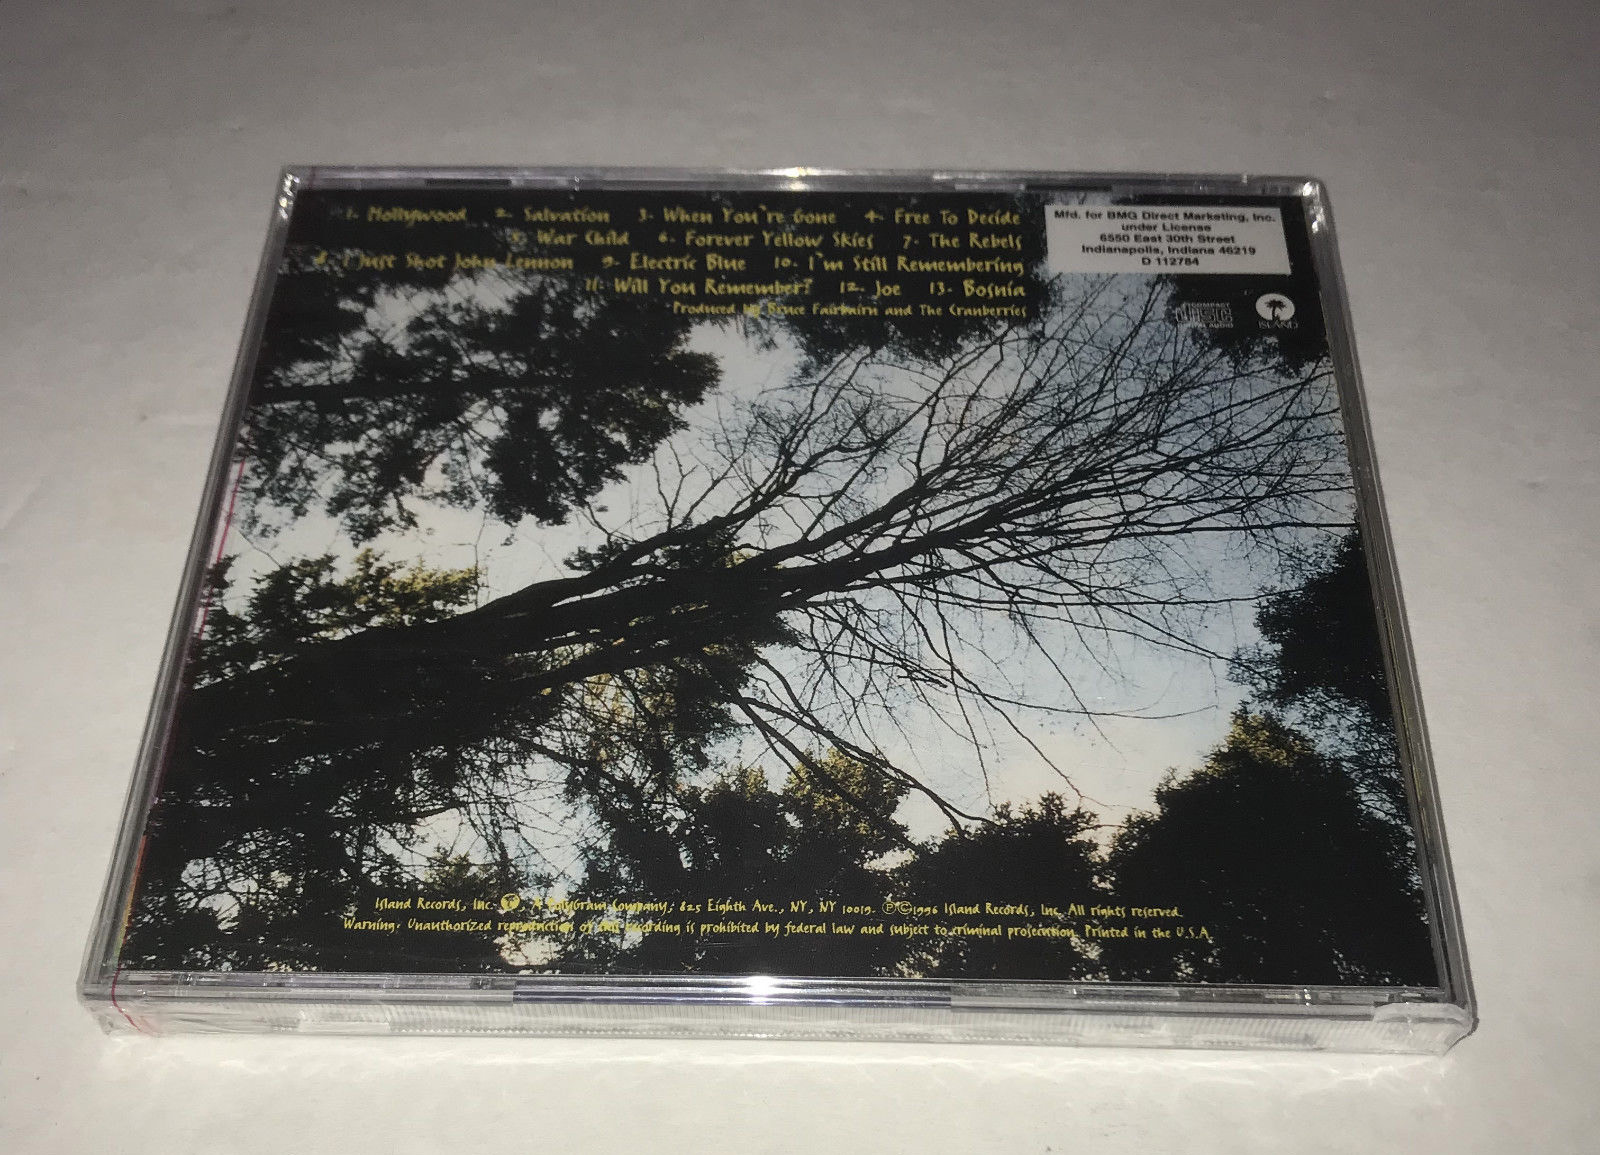 1. Hollywood 2. Salvation 3. When You're Gone 4. Free To Decide
5. War Child 6. Forever Yellow Skies 7. The Rebels
8. I Just Shot John Lennon 9. Electric Blue 10. I'm Still Remembering
11. Will You Remember? 12. Joe 13. Bosnia
Produced by Bruce Fairbairn and The Cranberries
Mfd. for BMG Direct Marketing, Inc.
under License
6550 East 30th Street
Indianapolis, Indiana 46219
D 112784
COMPACT
disc
DIGITAL AUDIO
ISLAND
Island Records, Inc. A PolyGram Company; 825 Eighth Ave., NY, NY 10019. ℗©1996 Island Records, Inc. All rights reserved.
Warning: Unauthorized reproduction of this recording is prohibited by federal law and subject to criminal prosecution. Printed in the U.S.A.